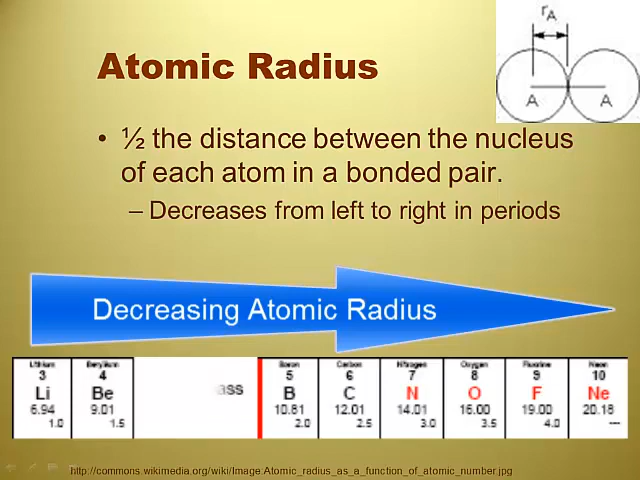 rA
A A
Atomic Radius
• ½ the distance between the nucleus
of each atom in a bonded pair.
– Decreases from left to right in periods
Decreasing Atomic Radius
Lithium Beryllium Boron Carbon Nitrogen Oxygen Fluorine Neon
3 4 5 6 7 8 9 10
Li Be ass B C N O F Ne
6.94 9.01 10.81 12.01 14.01 16.00 19.00 20.18
1.0 1.5 2.0 2.5 3.0 3.5 4.0 ---
http://commons.wikimedia.org/wiki/Image:Atomic_radius_as_a_function_of_atomic_number.jpg